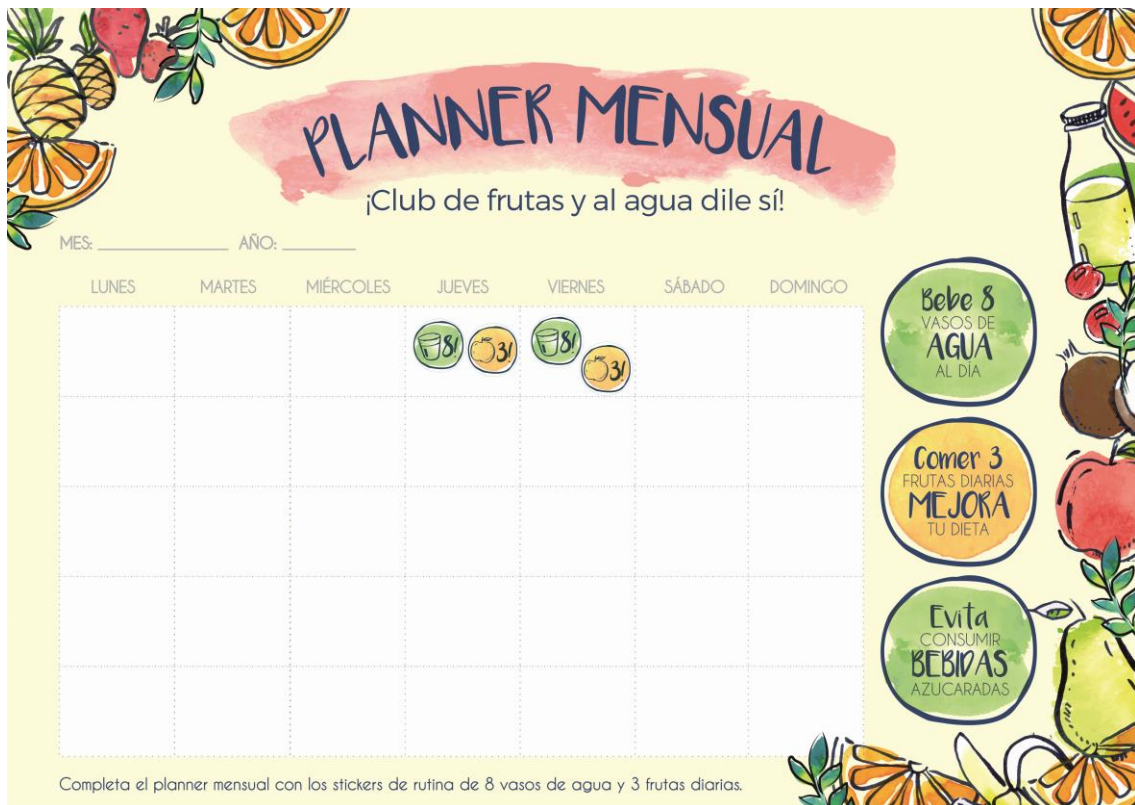 PLANNER MENSUAL
¡Club de frutas y al agua dile sí!
MES: AÑO:
LUNES MARTES MIÉRCOLES JUEVES VIERNES SÁBADO DOMINGO
8! 3! 8! 3!
Bebe 8
VASOS DE
AGUA
AL DÍA
Comer 3
FRUTAS DIARIAS
MEJORA
TU DIETA
Evita
CONSUMIR
BEBIDAS
AZUCARADAS
Completa el planner mensual con los stickers de rutina de 8 vasos de agua y 3 frutas diarias.